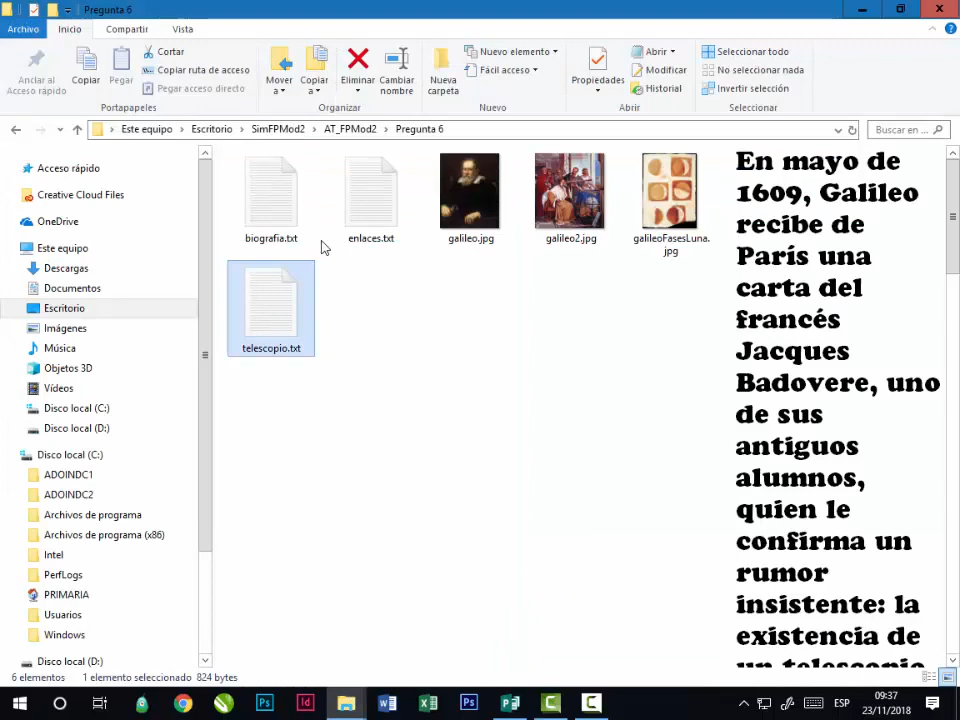 Pregunta 6
Archivo Inicio Compartir Vista
Anclar al Acceso rápido
Copiar
Pegar
Cortar
Copiar ruta de acceso
Pegar acceso directo
Portapapeles
Mover a
Copiar a
Eliminar
Cambiar nombre
Organizar
Nueva carpeta
Nuevo elemento
Fácil acceso
Nuevo
Propiedades
Abrir
Modificar
Historial
Abrir
Seleccionar todo
No seleccionar nada
Invertir selección
Seleccionar
Este equipo Escritorio SimFPMod2 AT_FPMod2 Pregunta 6
Buscar en ...
Acceso rápido
Creative Cloud Files
OneDrive
Este equipo
Descargas
Documentos
Escritorio
Imágenes
Música
Objetos 3D
Vídeos
Disco local (C:)
Disco local (D:)
Disco local (C:)
ADOINDC1
ADOINDC2
Archivos de programa
Archivos de programa (x86)
Intel
PerfLogs
PRIMARIA
Usuarios
Windows
Disco local (D:)
biografia.txt
enlaces.txt
galileo.jpg
galileo2.jpg
galileoFasesLuna.jpg
telescopio.txt
En mayo de
1609, Galileo
recibe de
París una
carta del
francés
Jacques
Badovere, uno
de sus
antiguos
alumnos,
quien le
confirma un
rumor
insistente: la
existencia de
un telescopio
6 elementos 1 elemento seleccionado 824 bytes
Ps Id Ps
ESP
09:37
23/11/2018